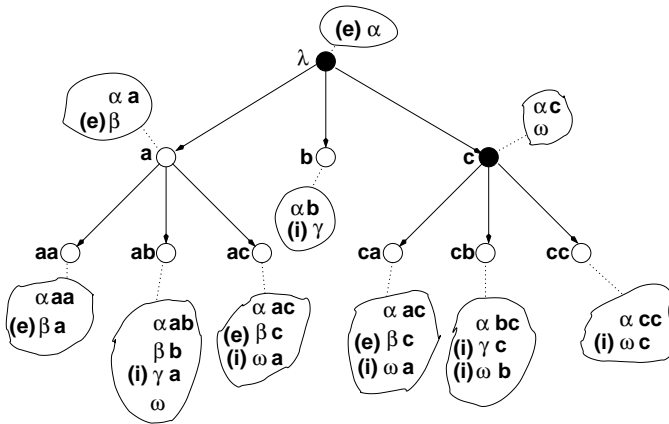 (e) α
λ
α a
(e) β
a
b
α b
(i) γ
c
α c
ω
aa
α aa
(e) β a
ab
α ab
β b
(i) γ a
ω
ac
α ac
(e) β c
(i) ω a
ca
α ac
(e) β c
(i) ω a
cb
α bc
(i) γ c
(i) ω b
cc
α cc
(i) ω c